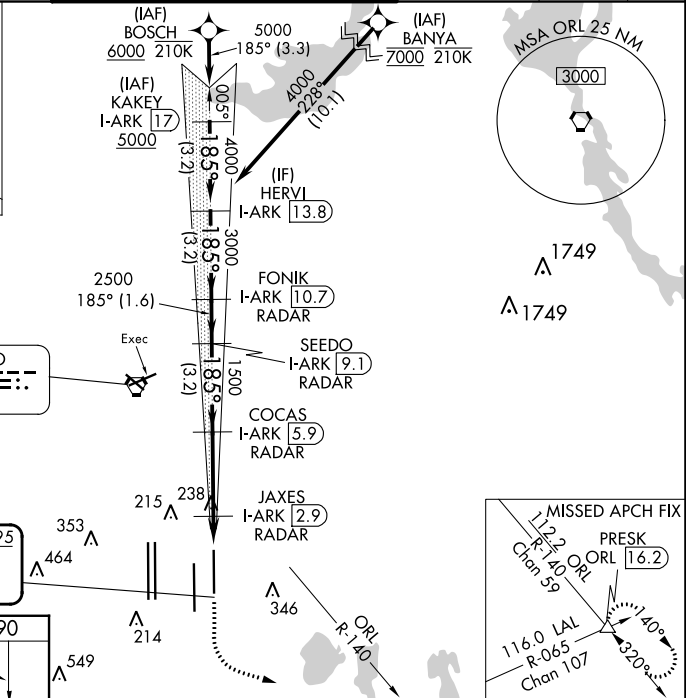 (IAF)
BOSCH
6000 210K
5000
185° (3.3)
(IAF)
BANYA
7000 210K
4000
228°
(10.1)
MSA ORL 25 NM
3000
(IAF)
KAKEY
I-ARK 17
5000
005°
4000
185°
(3.2)
(IF)
HERVI
I-ARK 13.8
3000
185°
(3.2)
1749
1749
2500
185° (1.6)
FONIK
I-ARK 10.7
RADAR
Exec
SEEDO
I-ARK 9.1
RADAR
1500
185°
(3.2)
COCAS
I-ARK 5.9
RADAR
215
238
JAXES
I-ARK 2.9
RADAR
353
464
95
214
346
90
549
ORL
R-140
MISSED APCH FIX
112.2 ORL
R-140
Chan 59
PRESK
ORL 16.2
116.0 LAL
R-065
Chan 107
140°
320°